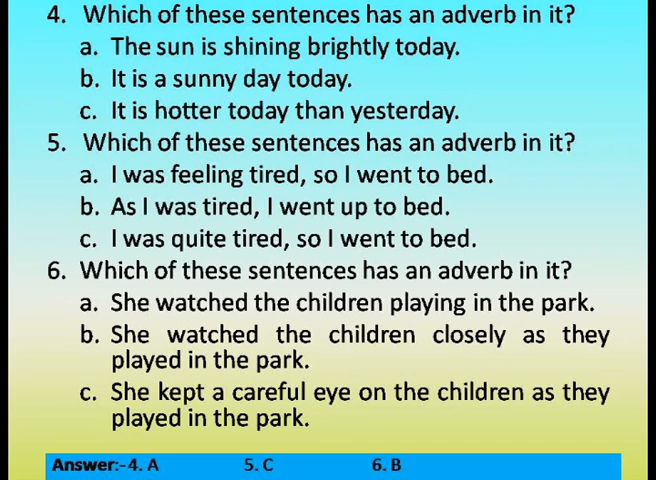 4. Which of these sentences has an adverb in it?
a. The sun is shining brightly today.
b. It is a sunny day today.
c. It is hotter today than yesterday.
5. Which of these sentences has an adverb in it?
a. I was feeling tired, so I went to bed.
b. As I was tired, I went up to bed.
c. I was quite tired, so I went to bed.
6. Which of these sentences has an adverb in it?
a. She watched the children playing in the park.
b. She watched the children closely as they
played in the park.
c. She kept a careful eye on the children as they
played in the park.
Answer:-4. A 5. C 6. B